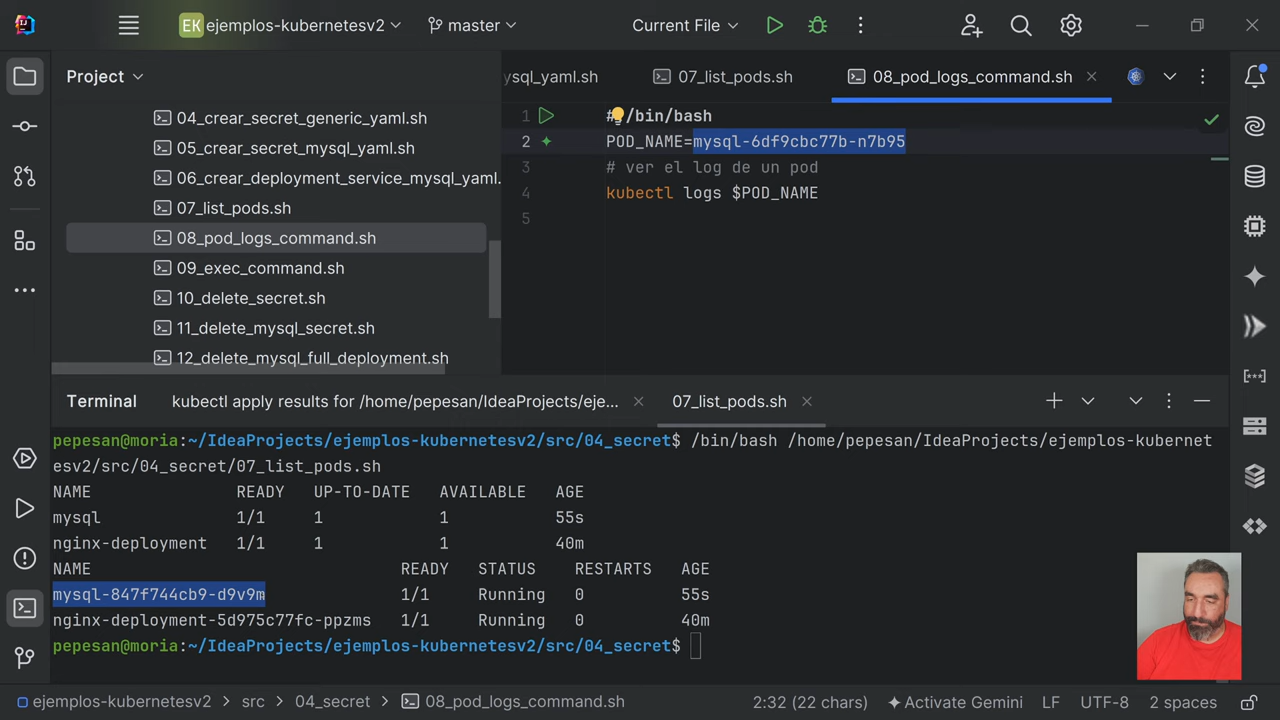 EK ejemplos-kubernetesv2 master Current File
Project
ysql_yaml.sh 07_list_pods.sh 08_pod_logs_command.sh
04_crear_secret_generic_yaml.sh
05_crear_secret_mysql_yaml.sh
06_crear_deployment_service_mysql_yaml.
07_list_pods.sh
08_pod_logs_command.sh
09_exec_command.sh
10_delete_secret.sh
11_delete_mysql_secret.sh
12_delete_mysql_full_deployment.sh
1 #!/bin/bash
2 POD_NAME=mysql-6df9cbc77b-n7b95
3 # ver el log de un pod
4 kubectl logs $POD_NAME
5
Terminal kubectl apply results for /home/pepesan/IdeaProjects/eje... 07_list_pods.sh
pepesan@moria:~/IdeaProjects/ejemplos-kubernetesv2/src/04_secret$ /bin/bash /home/pepesan/IdeaProjects/ejemplos-kubernet
esv2/src/04_secret/07_list_pods.sh
NAME READY UP-TO-DATE AVAILABLE AGE
mysql 1/1 1 1 55s
nginx-deployment 1/1 1 1 40m
NAME READY STATUS RESTARTS AGE
mysql-847f744cb9-d9v9m 1/1 Running 0 55s
nginx-deployment-5d975c77fc-ppzms 1/1 Running 0 40m
pepesan@moria:~/IdeaProjects/ejemplos-kubernetesv2/src/04_secret$
ejemplos-kubernetesv2 > src > 04_secret > 08_pod_logs_command.sh 2:32 (22 chars) Activate Gemini LF UTF-8 2 spaces